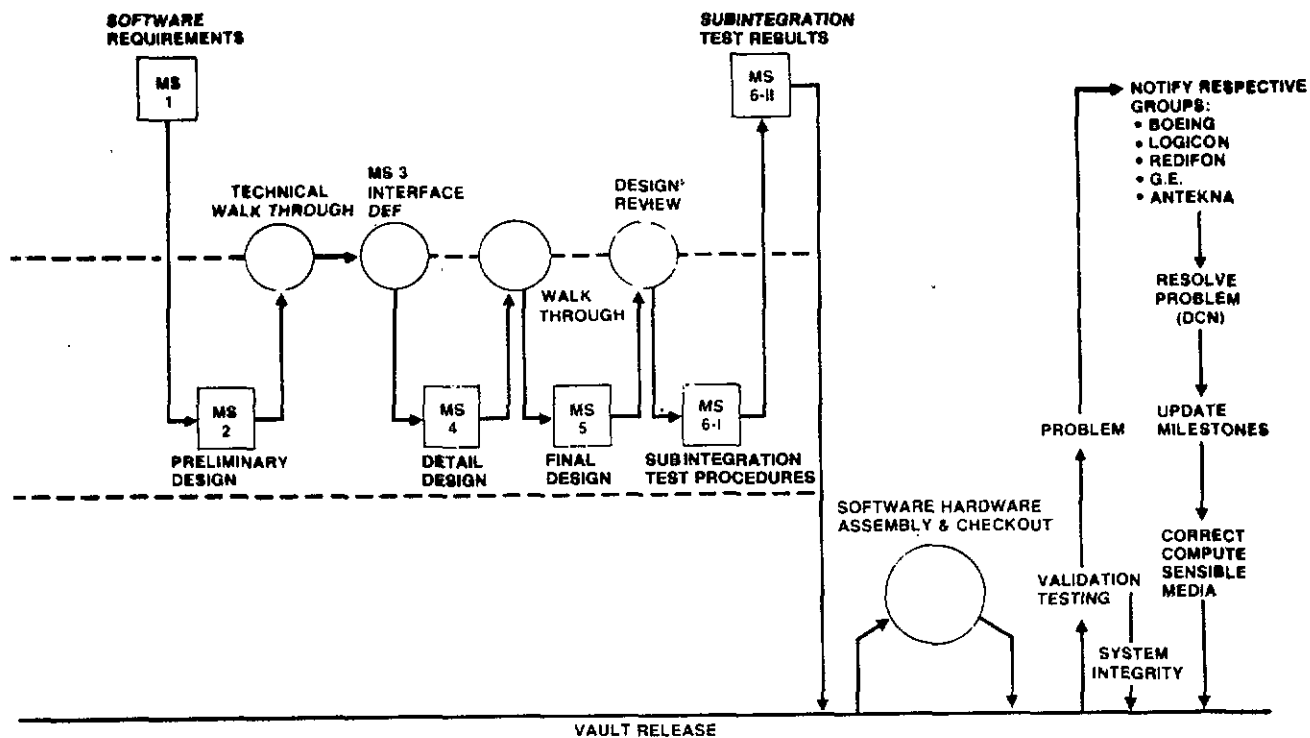 SOFTWARE
REQUIREMENTS
MS
1
TECHNICAL
WALK THROUGH
MS 3
INTERFACE
DEF
DESIGN
REVIEW
SUBINTEGRATION
TEST RESULTS
MS
6-II
WALK
THROUGH
MS
2
PRELIMINARY
DESIGN
MS
4
DETAIL
DESIGN
MS
5
FINAL
DESIGN
MS
6-I
SUBINTEGRATION
TEST PROCEDURES
SOFTWARE HARDWARE
ASSEMBLY & CHECKOUT
VALIDATION
TESTING
PROBLEM
SYSTEM
INTEGRITY
NOTIFY RESPECTIVE
GROUPS:
• BOEING
• LOGICON
• REDIFON
• G.E.
• ANTEKNA
RESOLVE
PROBLEM
(DCN)
UPDATE
MILESTONES
CORRECT
COMPUTE
SENSIBLE
MEDIA
VAULT RELEASE